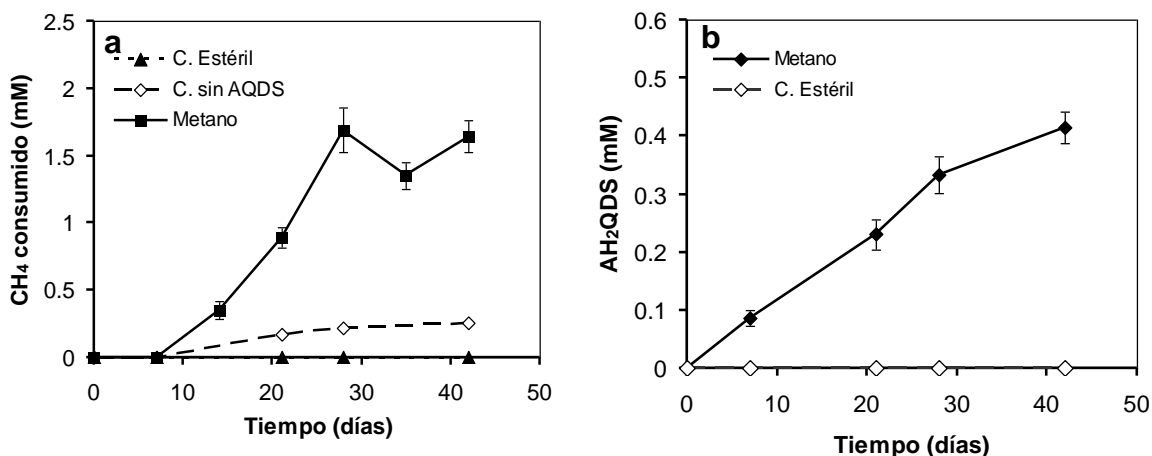 a
CH₄ consumido (mM)
2.5
2
1.5
1
0.5
0
C. Estéril
C. sin AQDS
Metano
0 10 20 30 40 50
Tiempo (días)
b
AH₂QDS (mM)
0.6
0.5
0.4
0.3
0.2
0.1
0
Metano
C. Estéril
0 10 20 30 40 50
Tiempo (días)